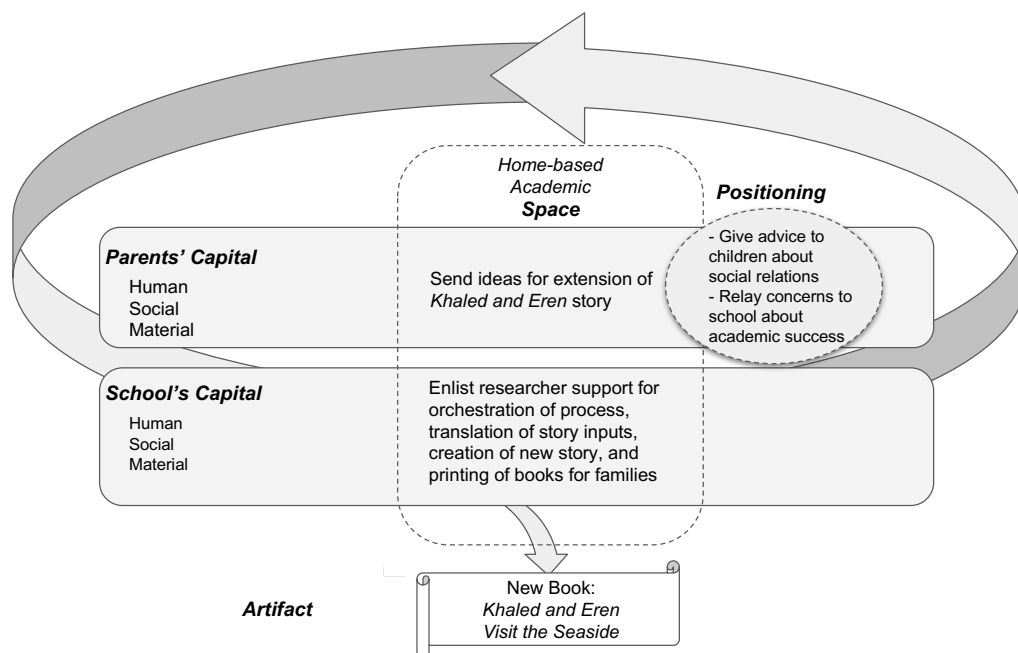 Home-based
Academic
Space
Positioning
Parents' Capital
Human
Social
Material
Send ideas for extension of
Khaled and Eren story
- Give advice to
children about
social relations
- Relay concerns to
school about
academic success
School's Capital
Human
Social
Material
Enlist researcher support for
orchestration of process,
translation of story inputs,
creation of new story, and
printing of books for families
Artifact
New Book:
Khaled and Eren
Visit the Seaside